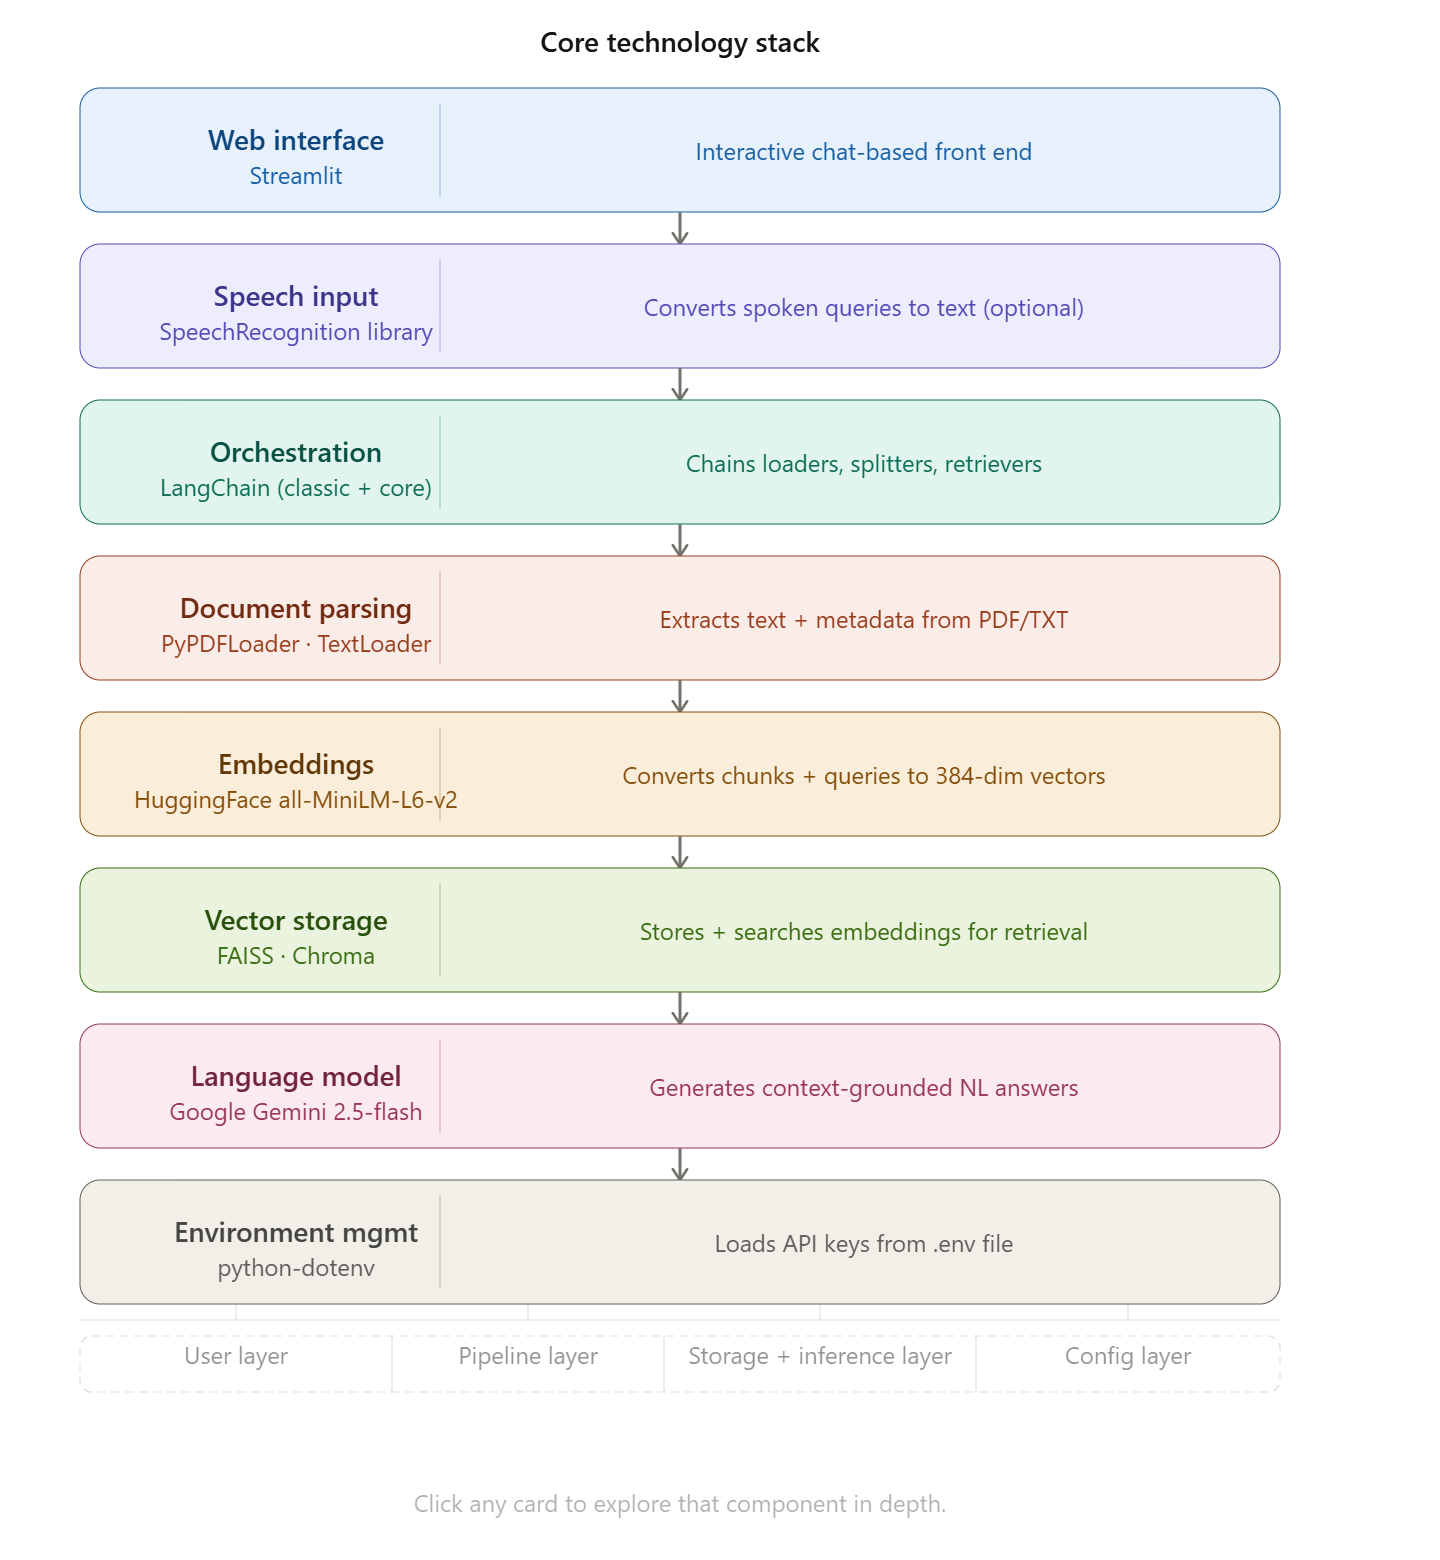 Core technology stack
Web interface
Streamlit
Interactive chat-based front end
Speech input
SpeechRecognition library
Converts spoken queries to text (optional)
Orchestration
LangChain (classic + core)
Chains loaders, splitters, retrievers
Document parsing
PyPDFLoader · TextLoader
Extracts text + metadata from PDF/TXT
Embeddings
HuggingFace all-MiniLM-L6-v2
Converts chunks + queries to 384-dim vectors
Vector storage
FAISS · Chroma
Stores + searches embeddings for retrieval
Language model
Google Gemini 2.5-flash
Generates context-grounded NL answers
Environment mgmt
python-dotenv
Loads API keys from .env file
User layer
Pipeline layer
Storage + inference layer
Config layer
Click any card to explore that component in depth.